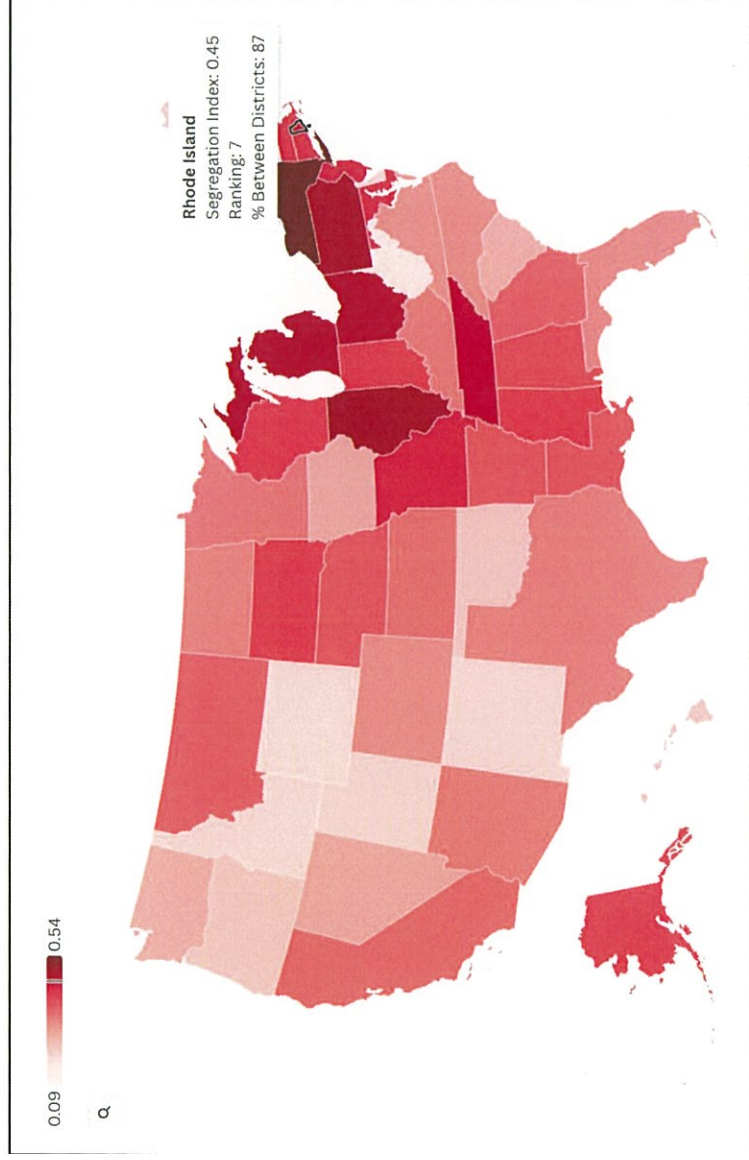 0.09
0.54
Rhode Island
Segregation Index: 0.45
Ranking: 7
% Between Districts: 87